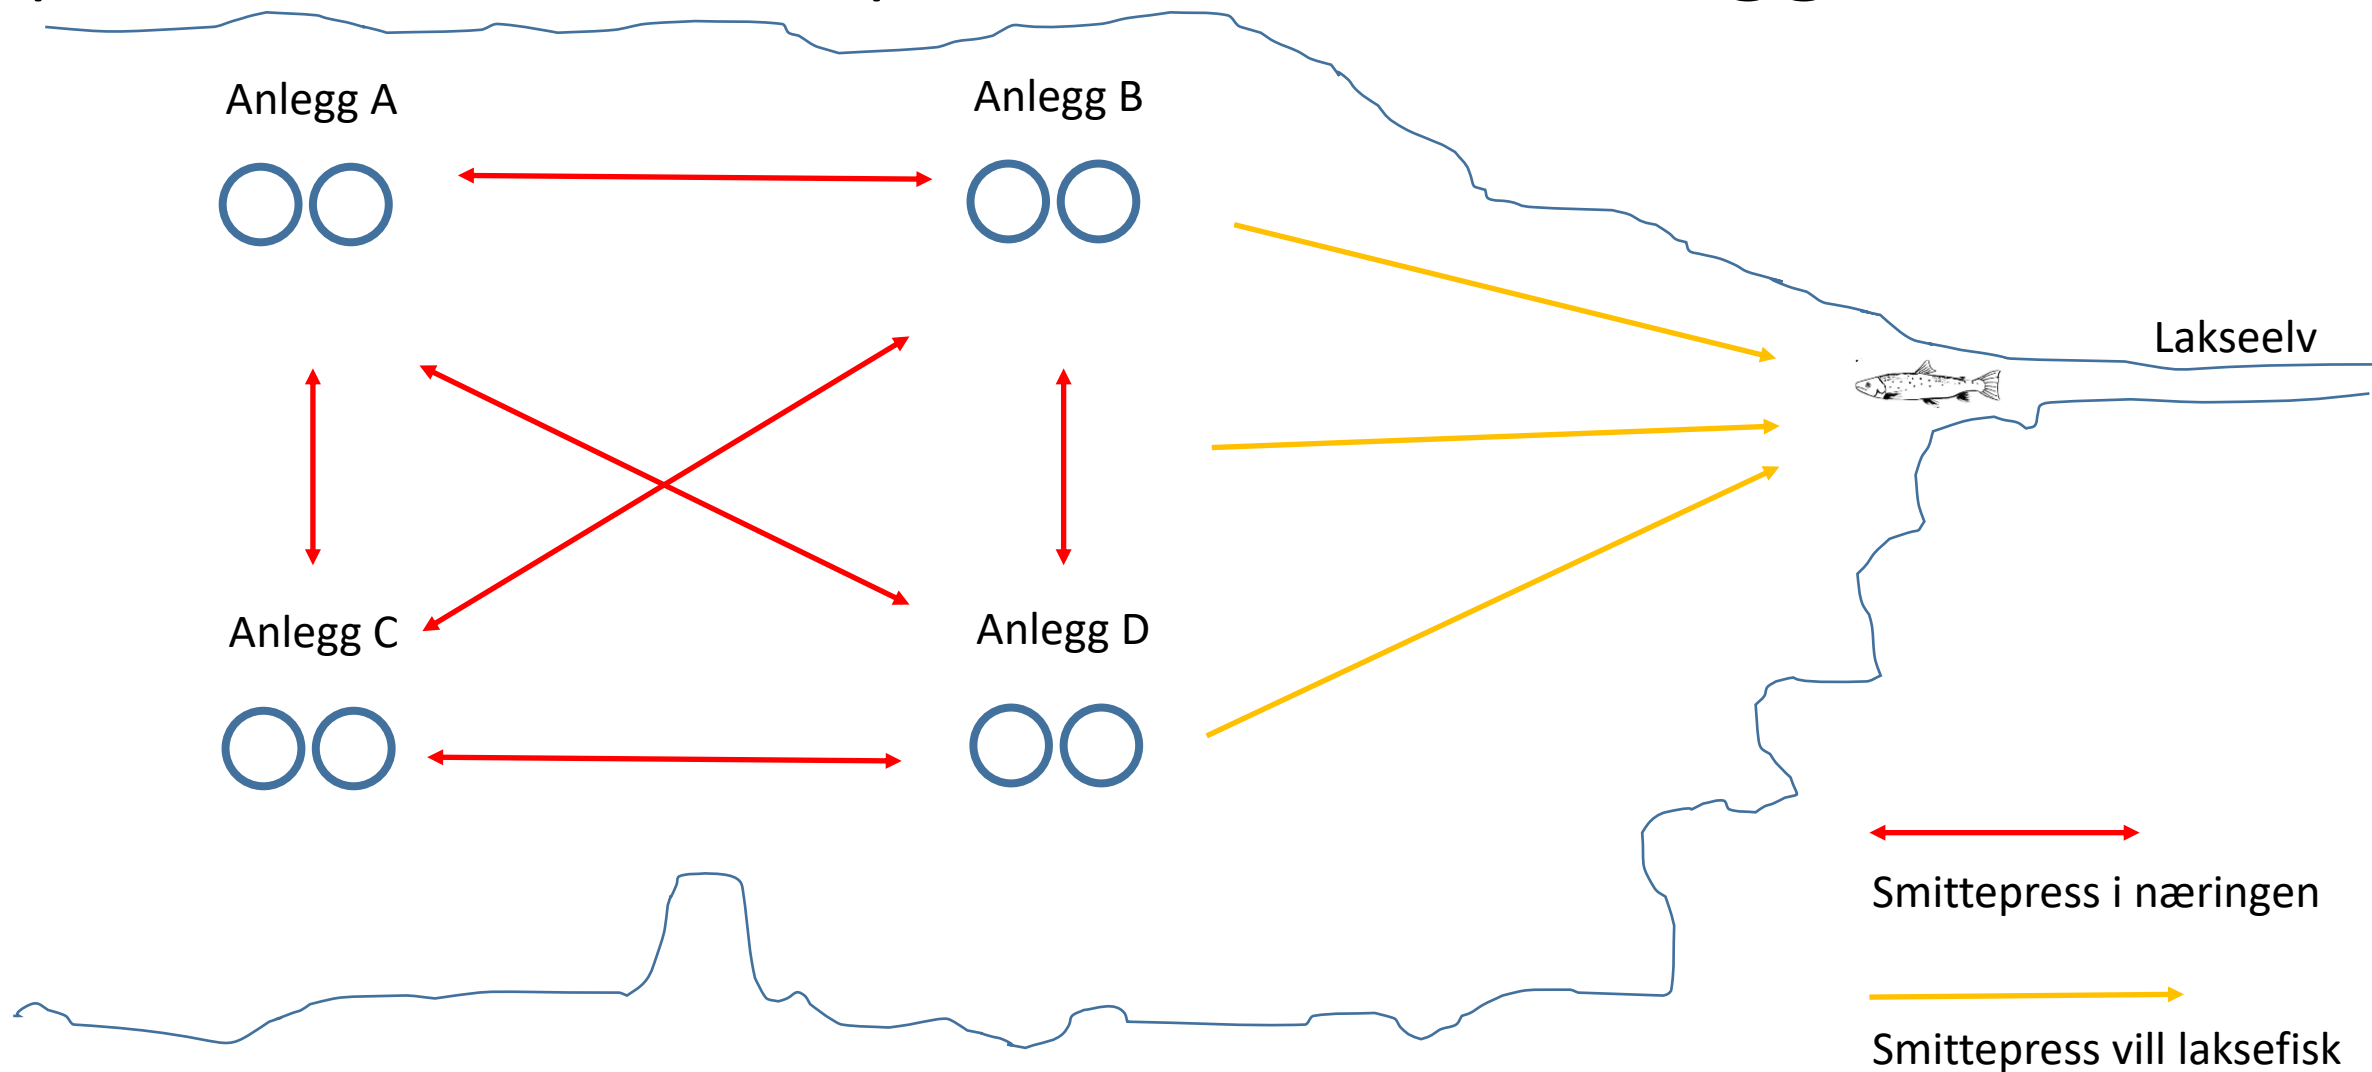 Anlegg A
Anlegg B
Lakseelv
Anlegg C
Anlegg D
Smittepress i næringen
Smittepress vill laksefisk